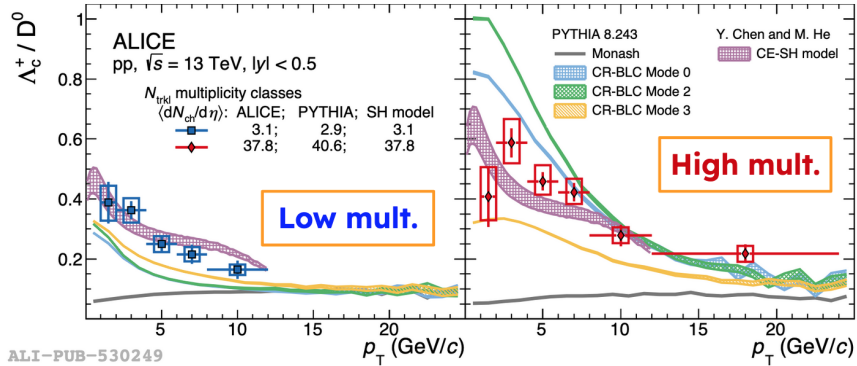 Λc+ / D0
1
0.8
0.6
0.4
0.2
ALICE
pp, √s = 13 TeV, |y| < 0.5
Ntrkl multiplicity classes
⟨dNch/dη⟩: ALICE; PYTHIA; SH model
3.1; 2.9; 3.1
37.8; 40.6; 37.8
Low mult.
5 10 15 20
pT (GeV/c)
PYTHIA 8.243
Monash
CR-BLC Mode 0
CR-BLC Mode 2
CR-BLC Mode 3
Y. Chen and M. He
CE-SH model
High mult.
5 10 15 20
pT (GeV/c)
ALI-PUB-530249